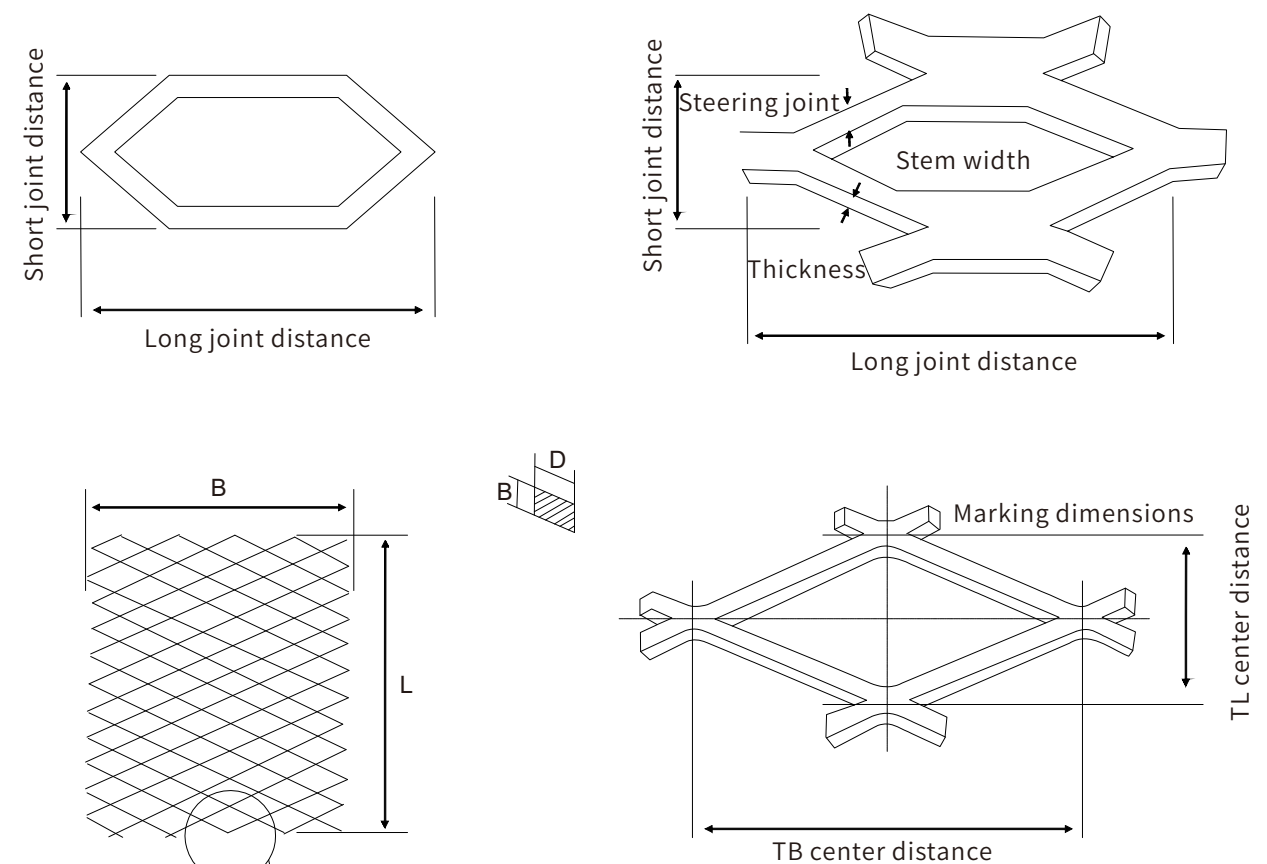 Short joint distance
Long joint distance
Short joint distance
Steering joint
Stem width
Thickness
Long joint distance
B
L
D
B
Marking dimensions
TL center distance
TB center distance